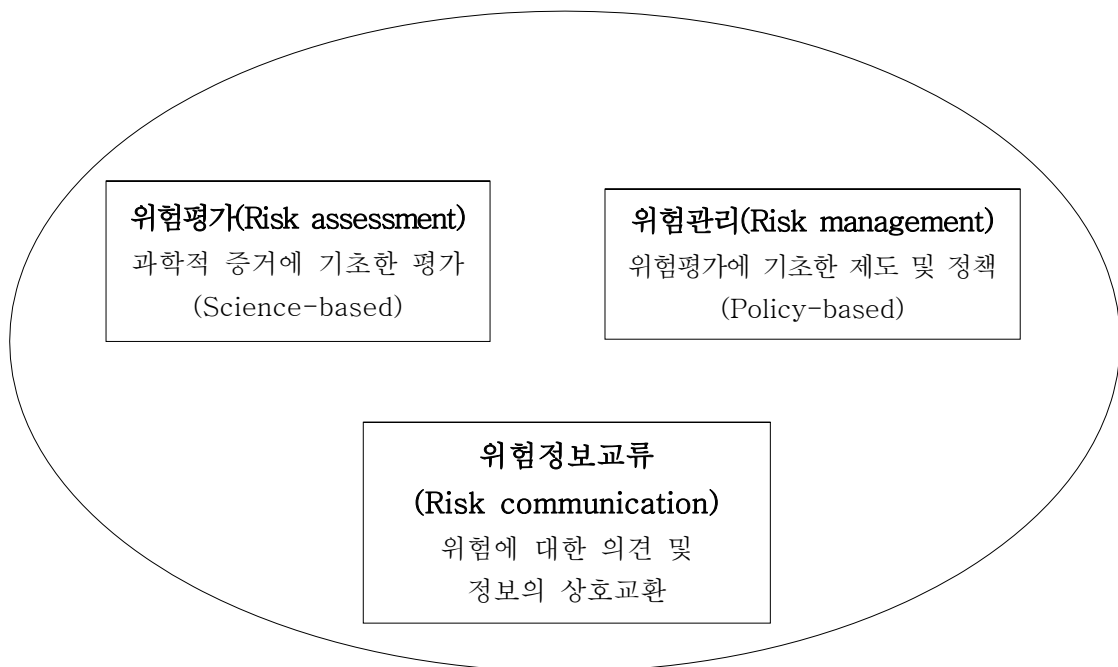 위험평가(Risk assessment)
과학적 증거에 기초한 평가
(Science-based)
위험관리(Risk management)
위험평가에 기초한 제도 및 정책
(Policy-based)
위험정보교류
(Risk communication)
위험에 대한 의견 및
정보의 상호교환